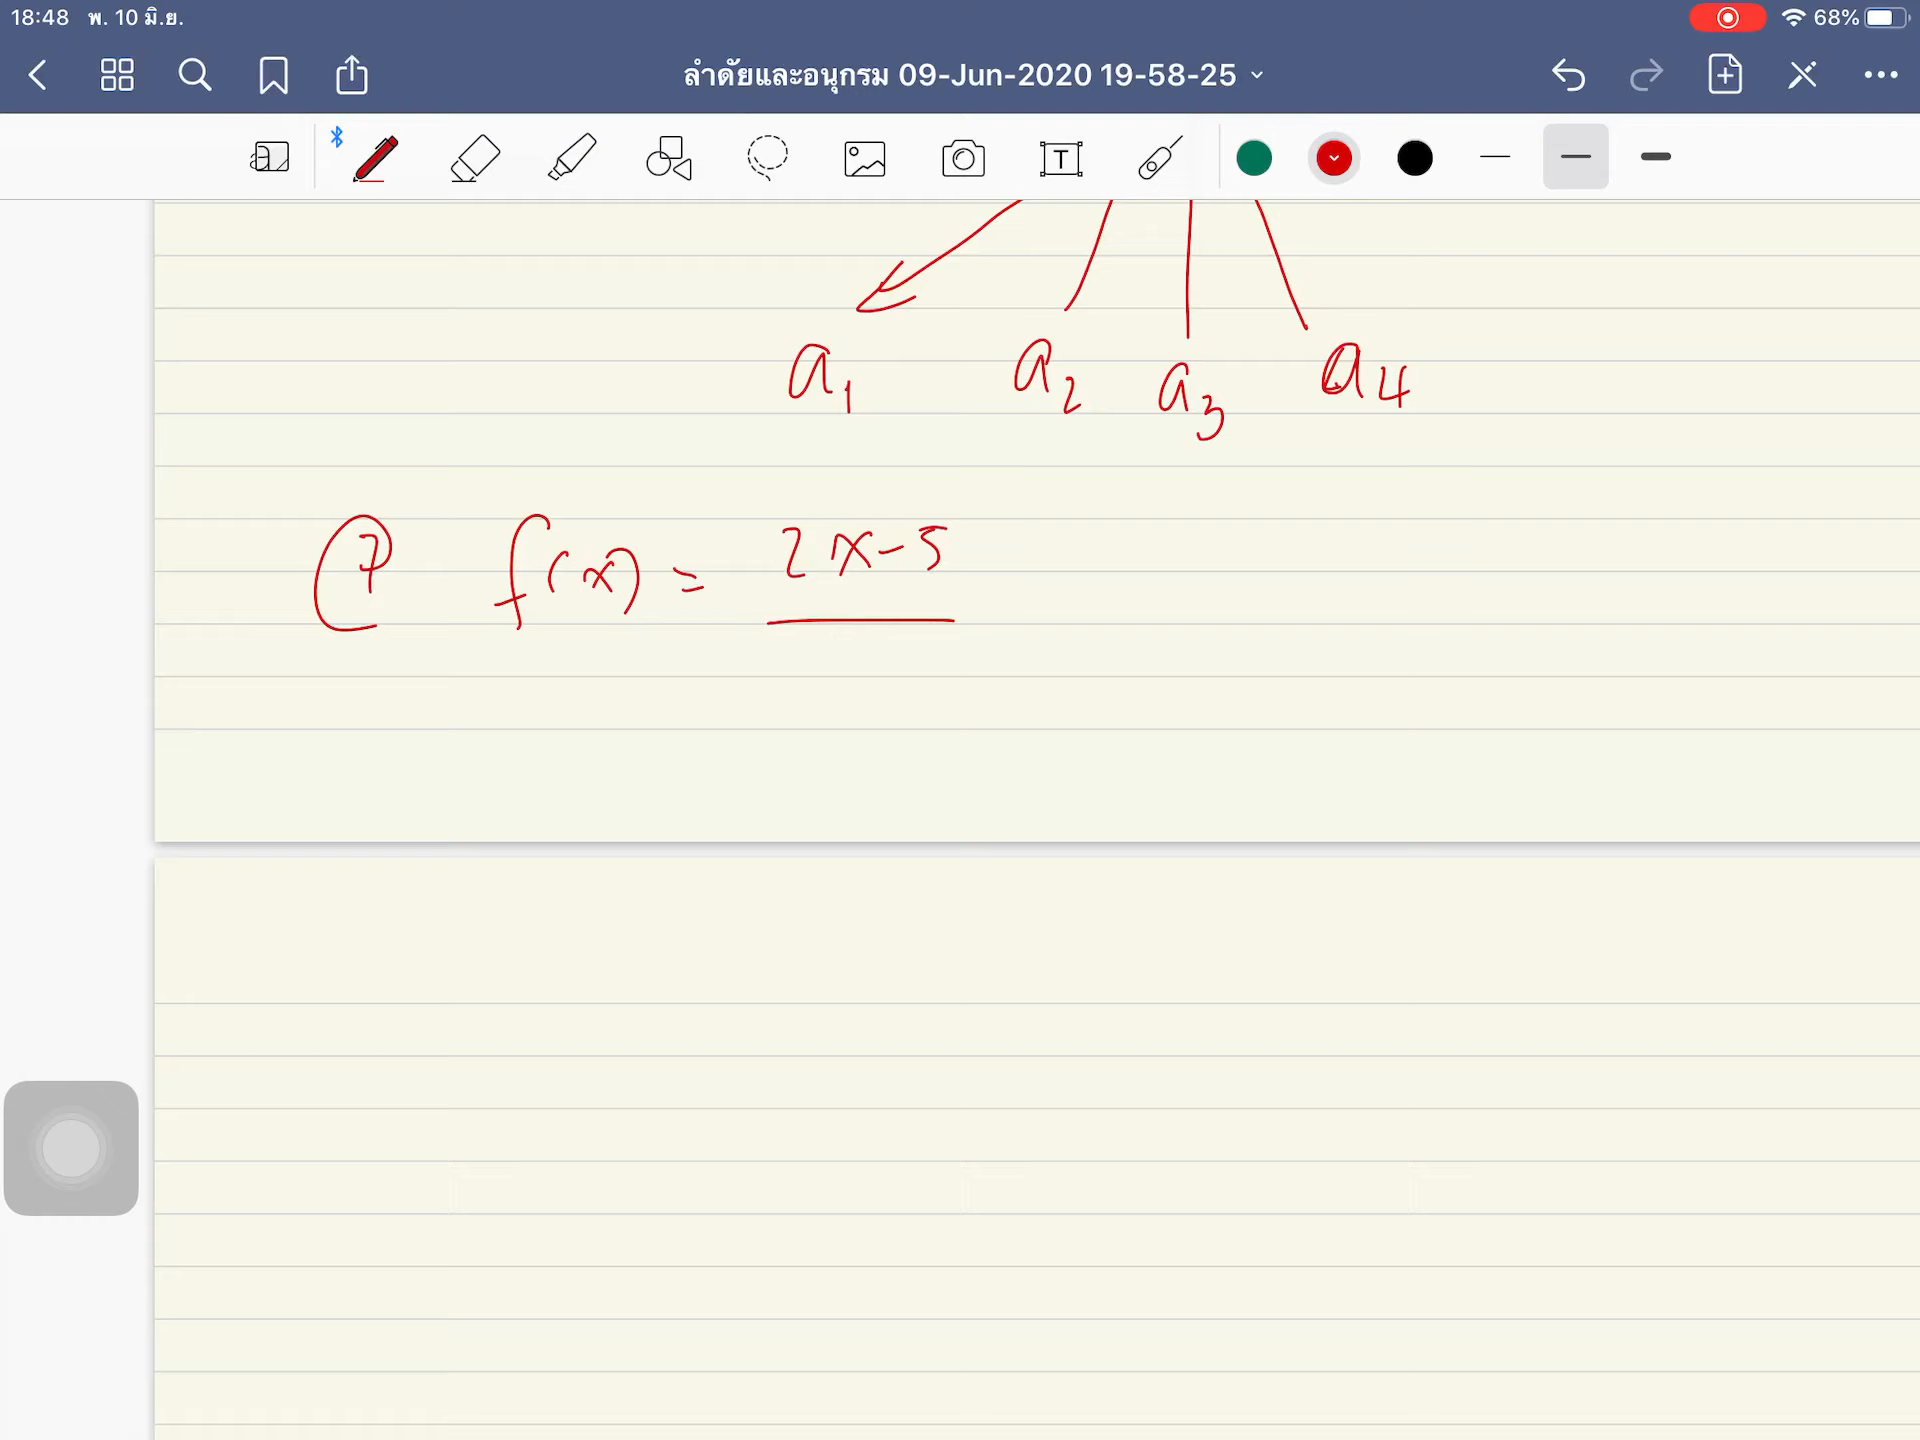 18:48 พ. 10 มิ.ย. 68%
ลำดัยและอนุกรม 09-Jun-2020 19-58-25
a₁ a₂ a₃ a₄
7 f(x) = 2x-5